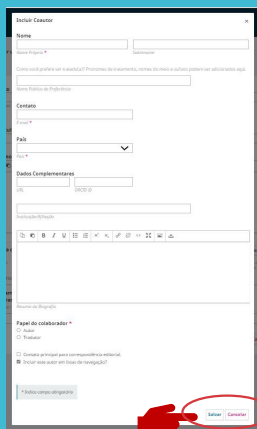 Incluir Coautor
×
Nome
Nome Próprio *
Sobrenome
Como você prefere ser tratado(a)? Pronomes de tratamento, nomes do meio e sufixos podem ser adicionados aqui.
Nome Público de Preferência
Contato
E-mail *
País
País *
Dados Complementares
URL
ORCID iD
Instituição/Afiliação
B I U
Resumo da Biografia
Papel do colaborador *
Autor
Tradutor
Contato principal para correspondência editorial.
Incluir este autor em listas de navegação?
* Indica campo obrigatório
Salvar Cancelar